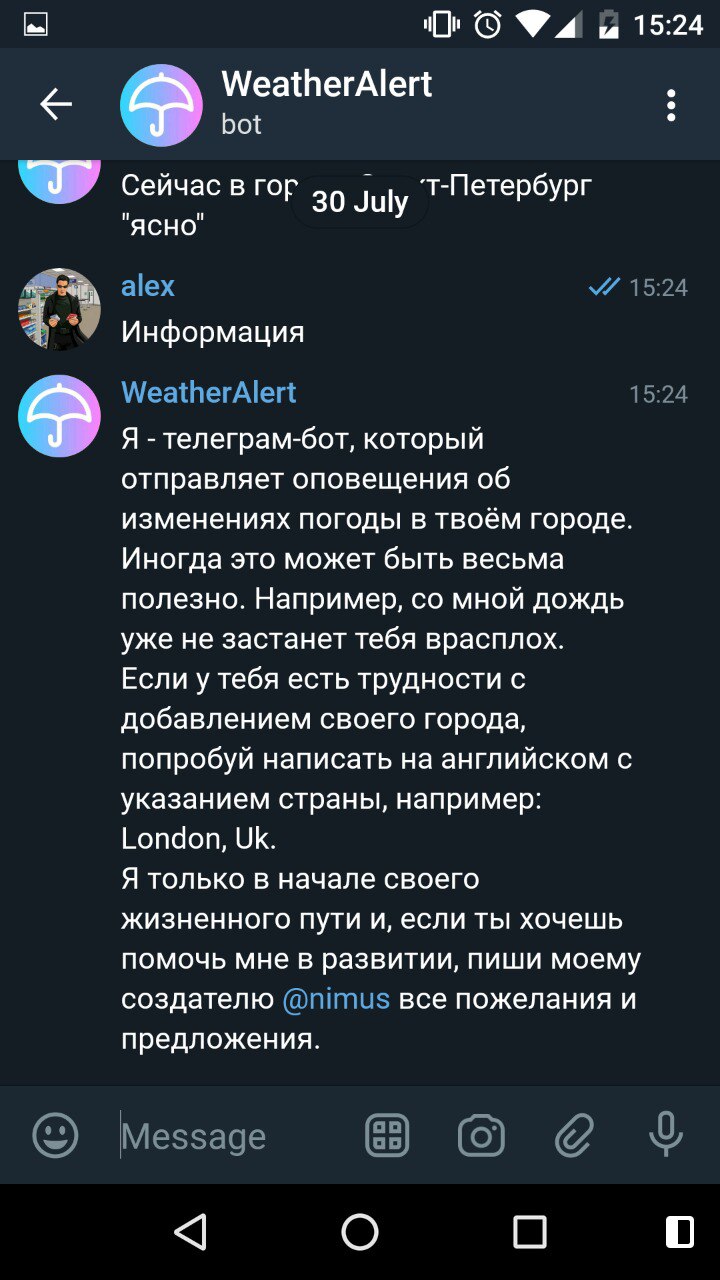 15:24
WeatherAlert
bot
Сейчас в
30 July
"ясно"
alex
15:24
Информация
WeatherAlert
15:24
Я - телеграм-бот, который
отправляет оповещения об
изменениях погоды в твоём городе.
Иногда это может быть весьма
полезно. Например, со мной дождь
уже не застанет тебя врасплох.
Если у тебя есть трудности с
добавлением своего города,
попробуй написать на английском с
указанием страны, например:
London, Uk.
Я только в начале своего
жизненного пути и, если ты хочешь
помочь мне в развитии, пиши моему
создателю @nimus все пожелания и
предложения.
Message